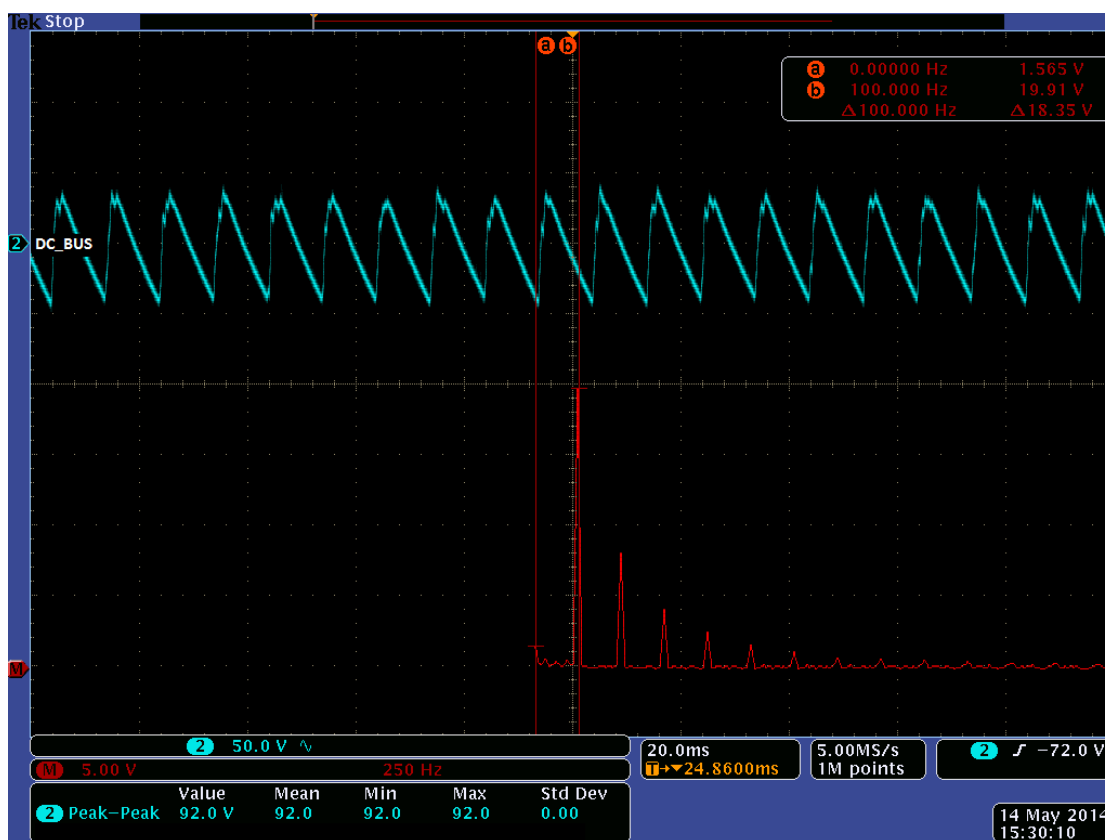 Tek Stop
a b
a 0.00000 Hz 1.565 V
b 100.000 Hz 19.91 V
Δ100.000 Hz Δ18.35 V
2 DC_BUS
M
2 50.0 V ∿
M 5.00 V 250 Hz
20.0ms
T→▼24.8600ms
5.00MS/s
1M points
2 ƒ −72.0 V
Value Mean Min Max Std Dev
2 Peak−Peak 92.0 V 92.0 92.0 92.0 0.00
14 May 2014
15:30:10